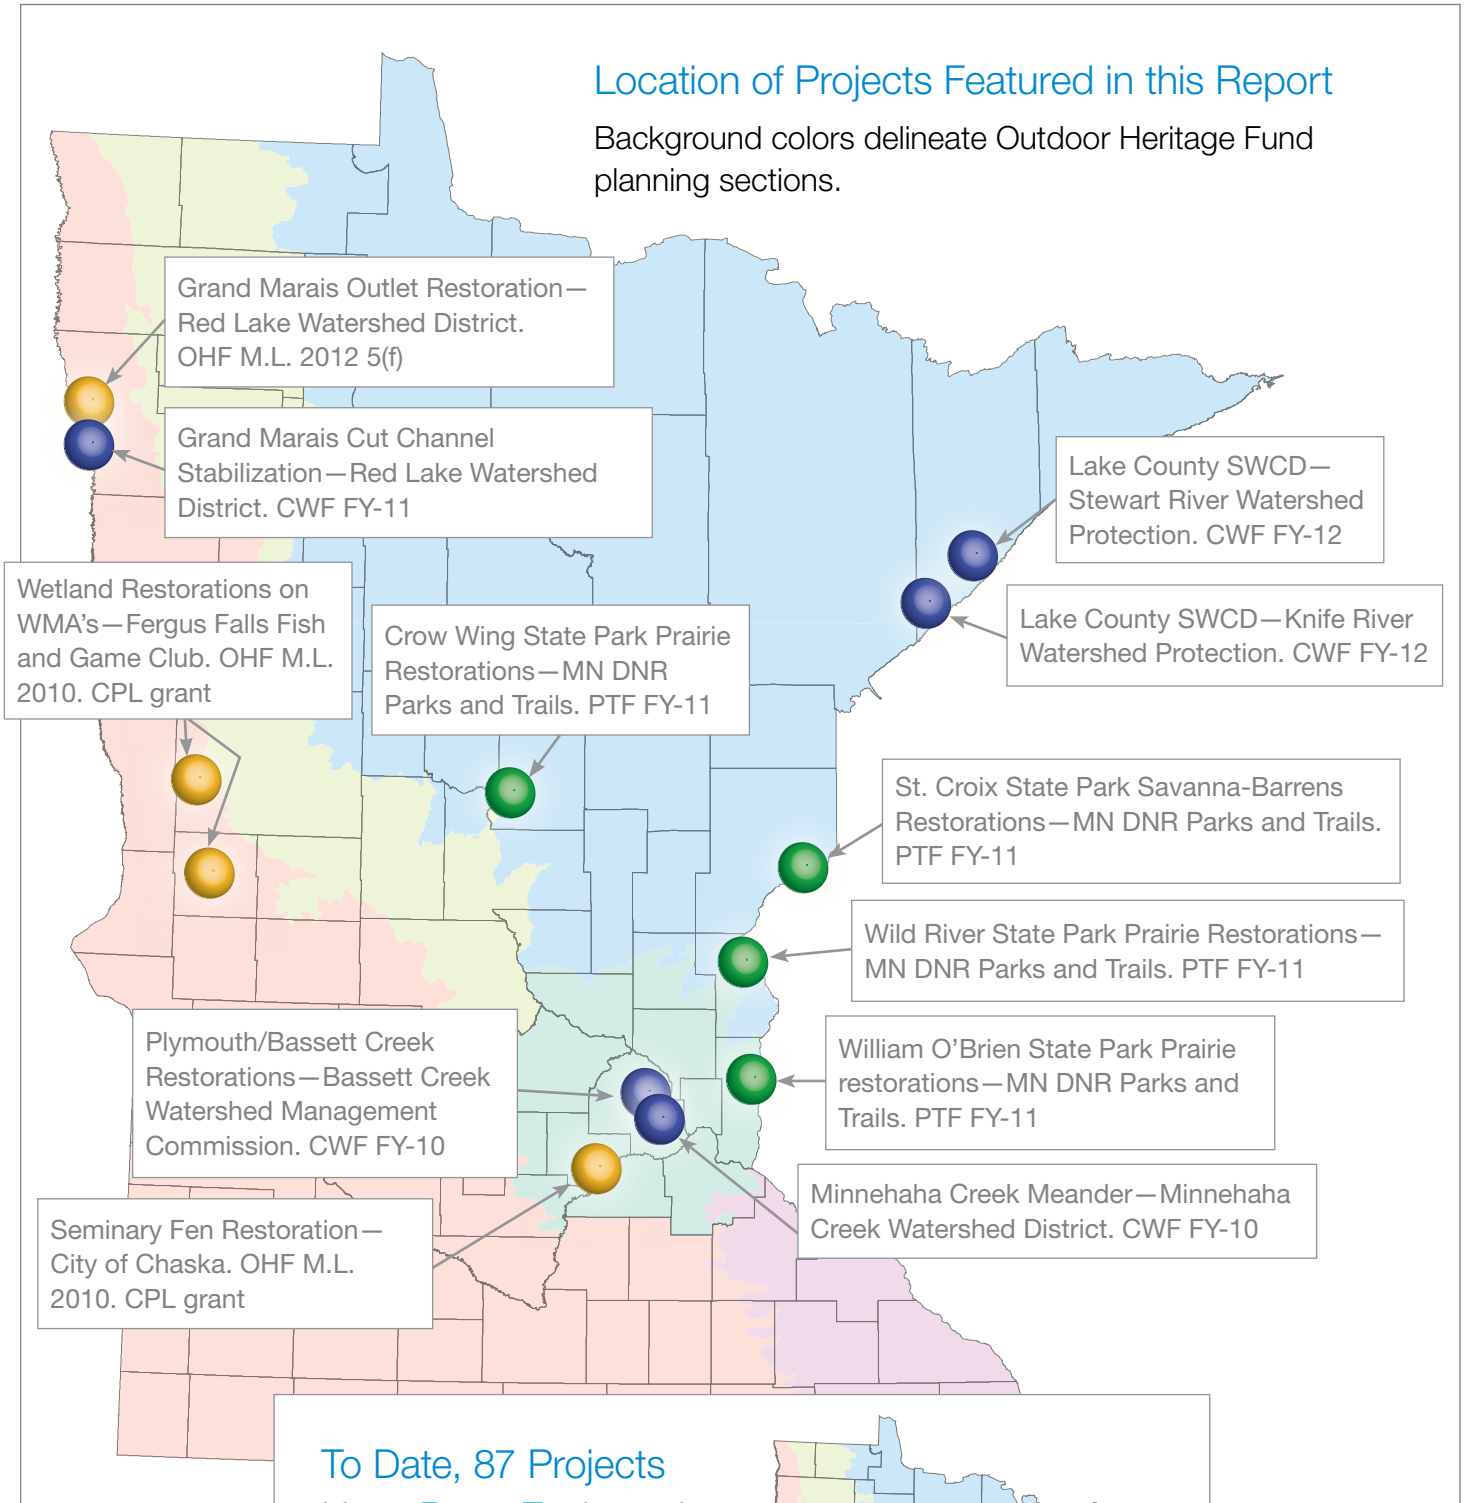 Location of Projects Featured in this Report
Background colors delineate Outdoor Heritage Fund
planning sections.
Grand Marais Outlet Restoration—
Red Lake Watershed District.
OHF M.L. 2012 5(f)
Grand Marais Cut Channel
Stabilization—Red Lake Watershed
District. CWF FY-11
Lake County SWCD—
Stewart River Watershed
Protection. CWF FY-12
Lake County SWCD—Knife River
Watershed Protection. CWF FY-12
Wetland Restorations on
WMA's—Fergus Falls Fish
and Game Club. OHF M.L.
2010. CPL grant
Crow Wing State Park Prairie
Restorations—MN DNR
Parks and Trails. PTF FY-11
St. Croix State Park Savanna-Barrens
Restorations—MN DNR Parks and Trails.
PTF FY-11
Wild River State Park Prairie Restorations—
MN DNR Parks and Trails. PTF FY-11
Plymouth/Bassett Creek
Restorations—Bassett Creek
Watershed Management
Commission. CWF FY-10
William O'Brien State Park Prairie
restorations—MN DNR Parks and
Trails. PTF FY-11
Minnehaha Creek Meander—Minnehaha
Creek Watershed District. CWF FY-10
Seminary Fen Restoration—
City of Chaska. OHF M.L.
2010. CPL grant
To Date, 87 Projects